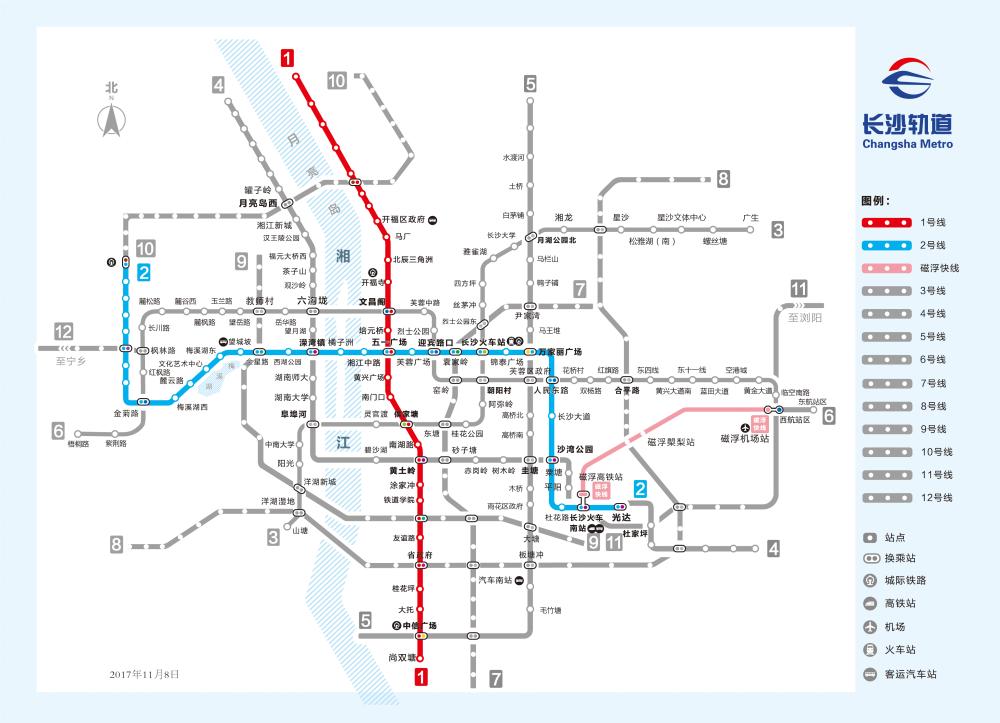 北
N
4
1
10
5
8
3
7
11
至浏阳
12
至宁乡
10
2
9
6
8
3
5
1
7
4
9
11
2
6
月
亮
岛
湘
江
梅
溪
湖
罐子岭
月亮岛西
湘江新城
汉王陵公园
福元大桥西
茶子山
观沙岭
开福区政府
马厂
北辰三角洲
开福寺
文昌阁
培元桥
五一广场
黄兴广场
南门口
侯家塘
南湖路
黄土岭
涂家冲
铁道学院
友谊路
省政府
桂花坪
大托
中信广场
尚双塘
水渡河
土桥
白茅铺
长沙大学
月湖公园北
雅雀湖
马栏山
四方坪
鸭子铺
丝茅冲
烈士公园东
尹家湾
马王堆
湘龙
星沙
星沙文体中心
广生
松雅湖（南）
螺丝塘
麓松路
麓谷西
玉兰路
教师村
六沟垅
麓枫路
望岳路
岳华路
望月湖
芙蓉中路
烈士公园
迎宾路口
长沙火车站
长川路
枫林路
红枫路
麓云路
金菊路
梅溪湖西
文化艺术中心
梅溪湖东
望城坡
金星路
西湖公园
溁湾镇
橘子洲
湘江中路
芙蓉广场
袁家岭
锦泰广场
万家丽广场
芙蓉区政府
人民东路
花桥村
双杨路
红旗路
合平路
东四线
黄兴大道南
东十一线
蓝田大道
空港城
黄金大道
临空南路
东航站区
西航站区
梧桐路
紫荆路
湖南师大
湖南大学
阜埠河
中南大学
阳光
洋湖新城
洋湖湿地
山塘
灵官渡
碧沙湖
窑岭
朝阳村
阿弥岭
东塘
桂花公园
砂子塘
赤岗岭
树木岭
圭塘
高桥北
高桥南
长沙大道
沙湾公园
粟塘
平阳
木桥
雨花区政府
大塘
板塘冲
汽车南站
毛竹塘
杜花路
长沙火车
南站
光达
杜家坪
磁浮高铁站
磁浮
快线
磁浮㮾梨站
磁浮机场站
磁浮
快线
2017年11月8日
长沙轨道
Changsha Metro
图例：
1号线
2号线
磁浮快线
3号线
4号线
5号线
6号线
7号线
8号线
9号线
10号线
11号线
12号线
站点
换乘站
城际铁路
高铁站
机场
火车站
客运汽车站